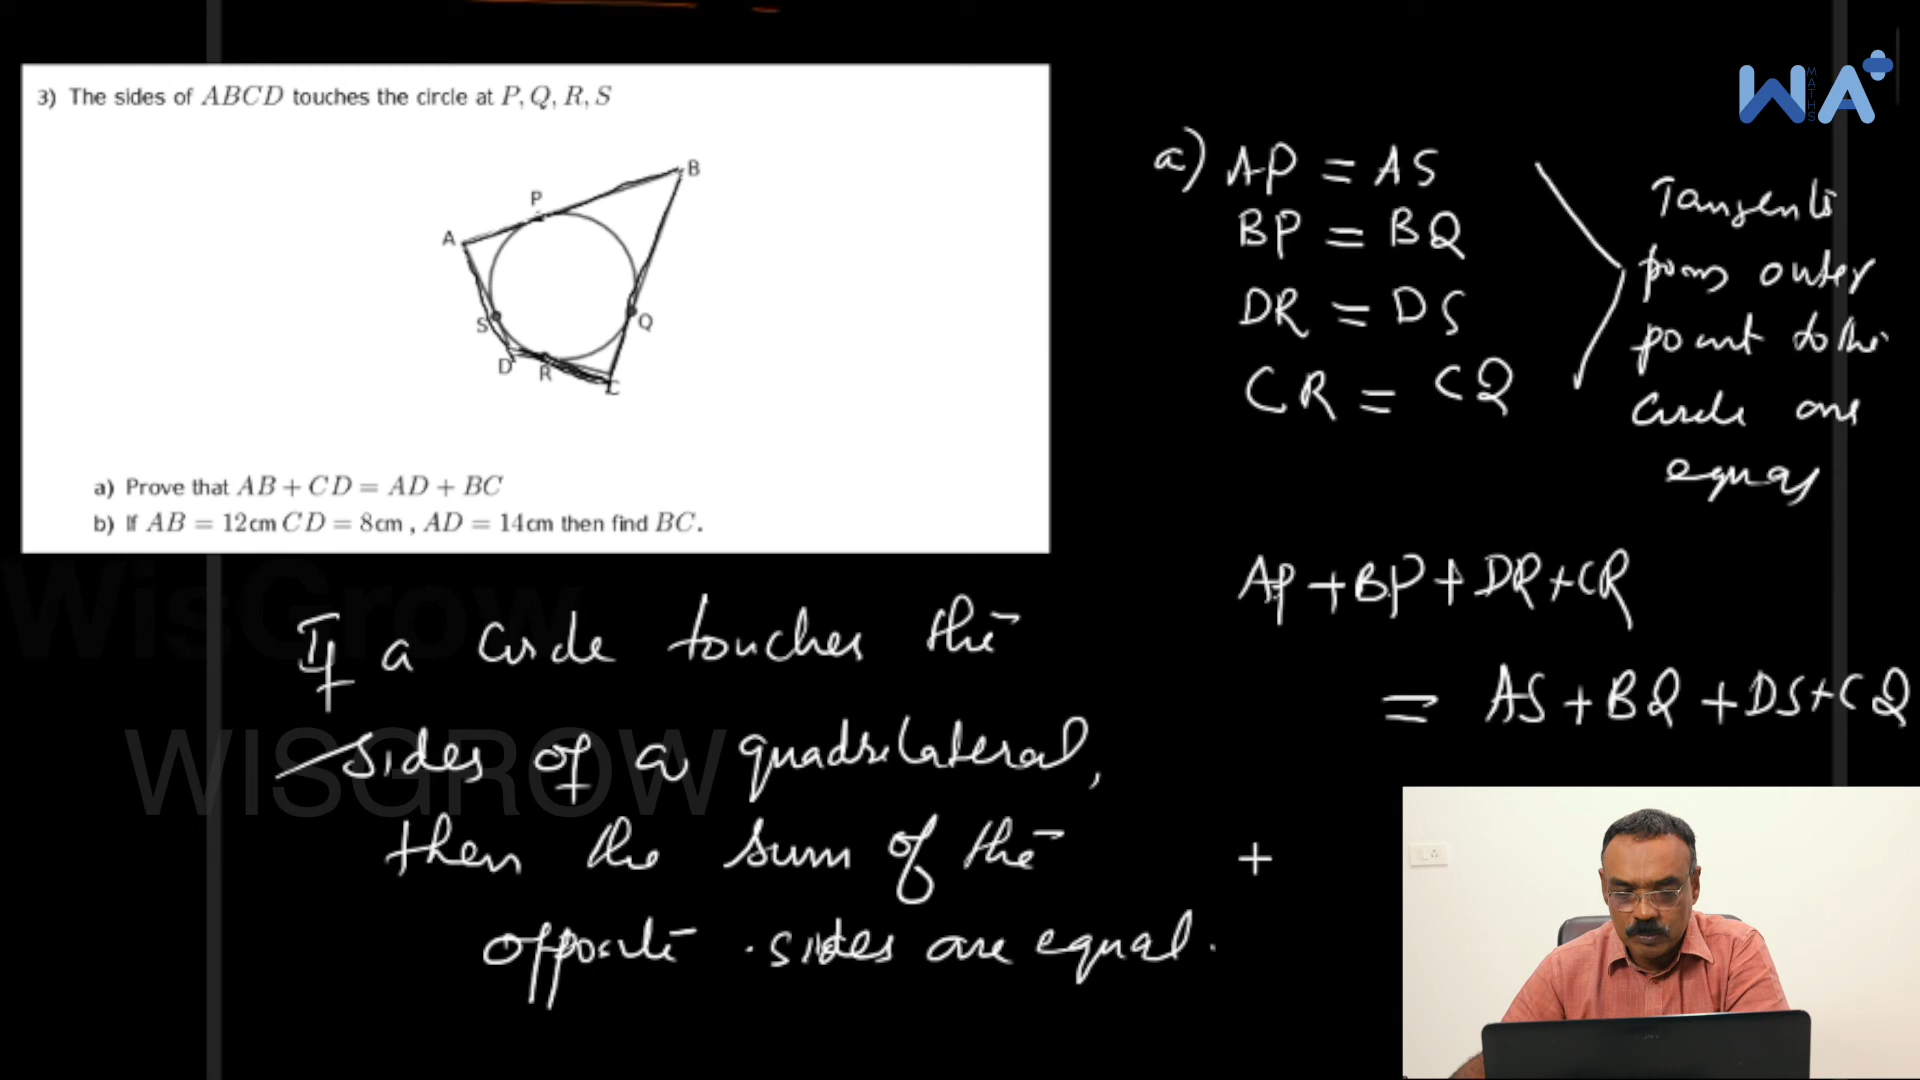 3) The sides of ABCD touches the circle at P, Q, R, S
B
P
A
S
Q
D
R
C
a) Prove that AB + CD = AD + BC
b) If AB = 12cm CD = 8cm , AD = 14cm then find BC.
WA+
MATHS
a) AP = AS
BP = BQ
DR = DS
CR = CQ
Tangents
from outer
point to the
circle are
equal
AP + BP + DR + CR
= AS + BQ + DS + CQ
+
If a circle touches the
sides of a quadrilateral,
then the sum of the
opposite sides are equal.
WisGrow
WISGROW